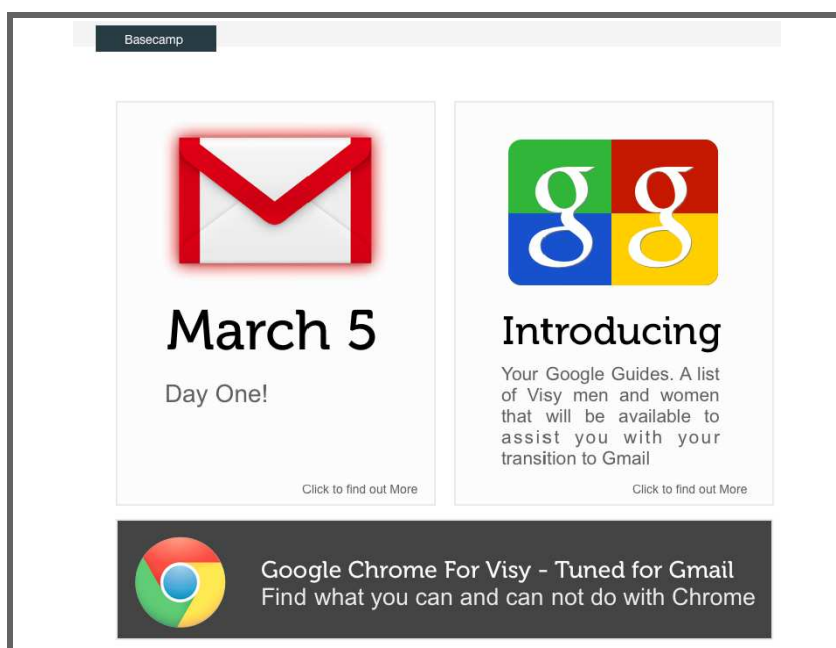 Basecamp
March 5
Day One!
Click to find out More
Introducing
Your Google Guides. A list
of Visy men and women
that will be available to
assist you with your
transition to Gmail
Click to find out More
Google Chrome For Visy - Tuned for Gmail
Find what you can and can not do with Chrome